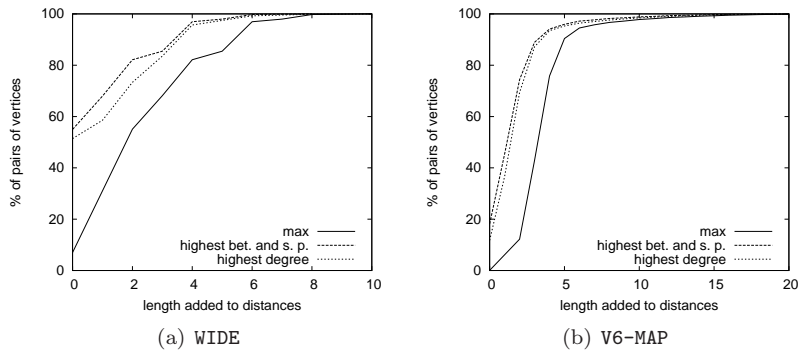 % of pairs of vertices
100
80
60
40
20
0
max
highest bet. and s. p.
highest degree
0 2 4 6 8 10
length added to distances
(a) WIDE
% of pairs of vertices
100
80
60
40
20
0
max
highest bet. and s. p.
highest degree
0 5 10 15 20
length added to distances
(b) V6-MAP